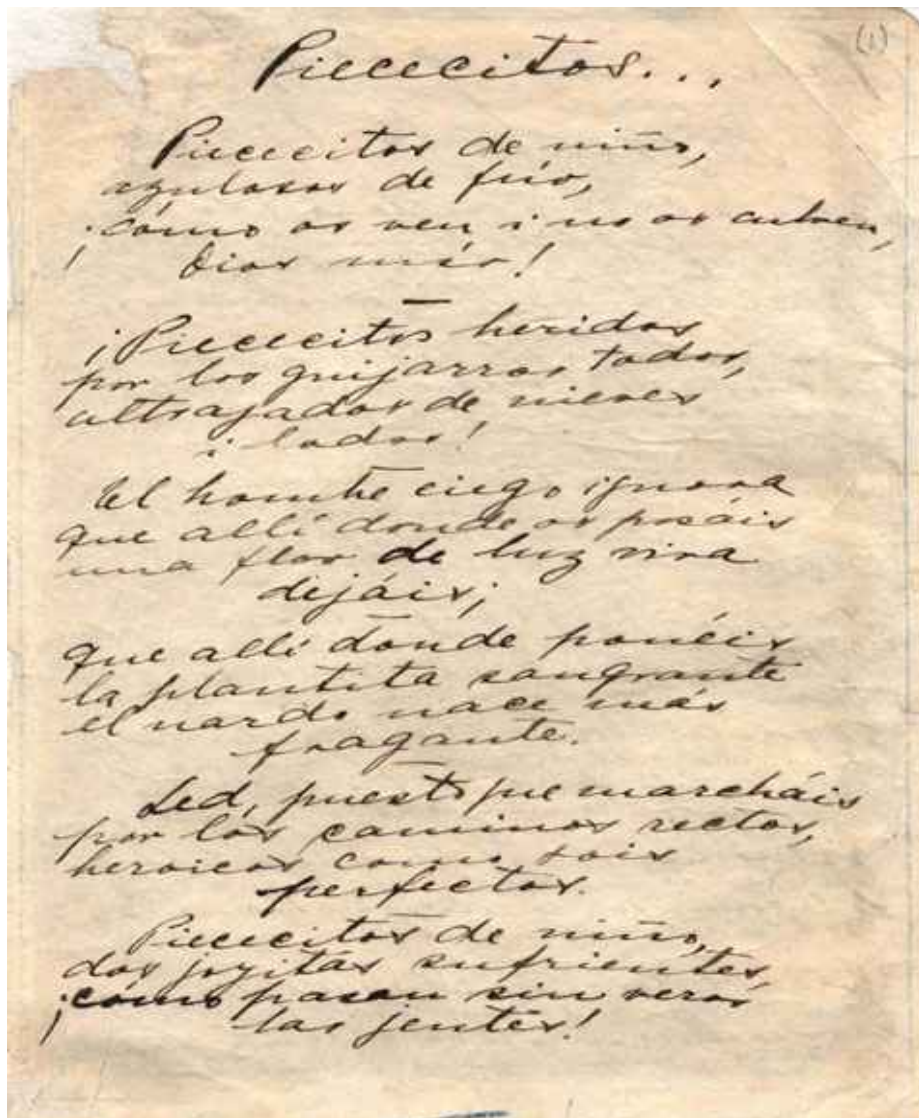 (1)
Piececitos...
Piececitos de niño,
azulosos de frío,
¡cómo os ven i no os cubren,
Dios mío!
¡Piececitos heridos
por los guijarros todos,
ultrajados de nieves
i lodos!
El hombre ciego ignora
que allí donde os posáis
una flor de luz viva
dejáis;
que allí donde ponéis
la plantita sangrante
el nardo nace más
fragante.
Sed, puesto que marcháis
por los caminos rectos,
heroicos como sois
perfectos.
Piececitos de niño,
dos joyitas sufrientes,
¡cómo pasan sin veros
las jentes!